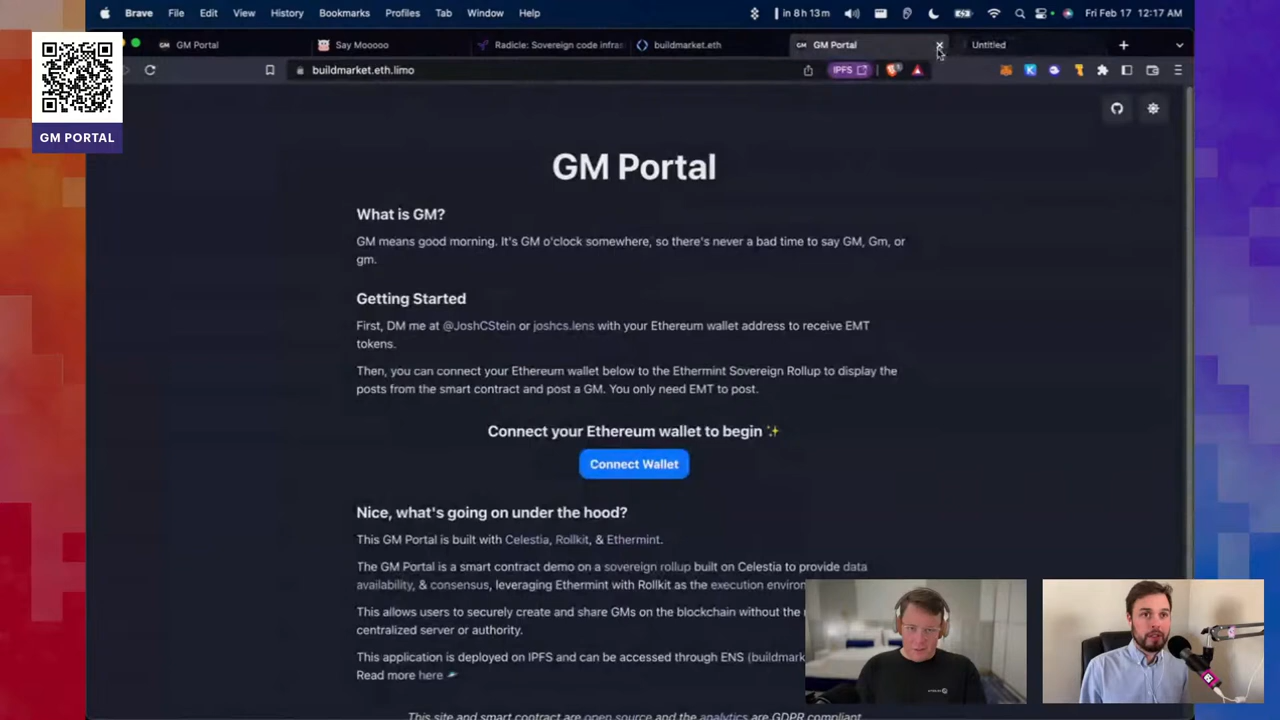 Brave File Edit View History Bookmarks Profiles Tab Window Help in 8 h 13 m Fri Feb 17 12:17 AM
GM Portal Say Mooooo Radicle: Sovereign code infras buildmarket.eth GM GM Portal Untitled
buildmarket.eth.limo IPFS
GM PORTAL
GM Portal
What is GM?
GM means good morning. It's GM o'clock somewhere, so there's never a bad time to say GM, Gm, or
gm.
Getting Started
First, DM me at @JoshCStein or joshcs.lens with your Ethereum wallet address to receive EMT
tokens.
Then, you can connect your Ethereum wallet below to the Ethermint Sovereign Rollup to display the
posts from the smart contract and post a GM. You only need EMT to post.
Connect your Ethereum wallet to begin ✨
Connect Wallet
Nice, what's going on under the hood?
This GM Portal is built with Celestia, Rollkit, & Ethermint.
The GM Portal is a smart contract demo on a sovereign rollup built on Celestia to provide data
availability, & consensus, leveraging Ethermint with Rollkit as the execution environ
This allows users to securely create and share GMs on the blockchain without the
centralized server or authority.
This application is deployed on IPFS and can be accessed through ENS (buildmark
Read more here
This site and smart contract are open source and the analytics are GDPR compliant